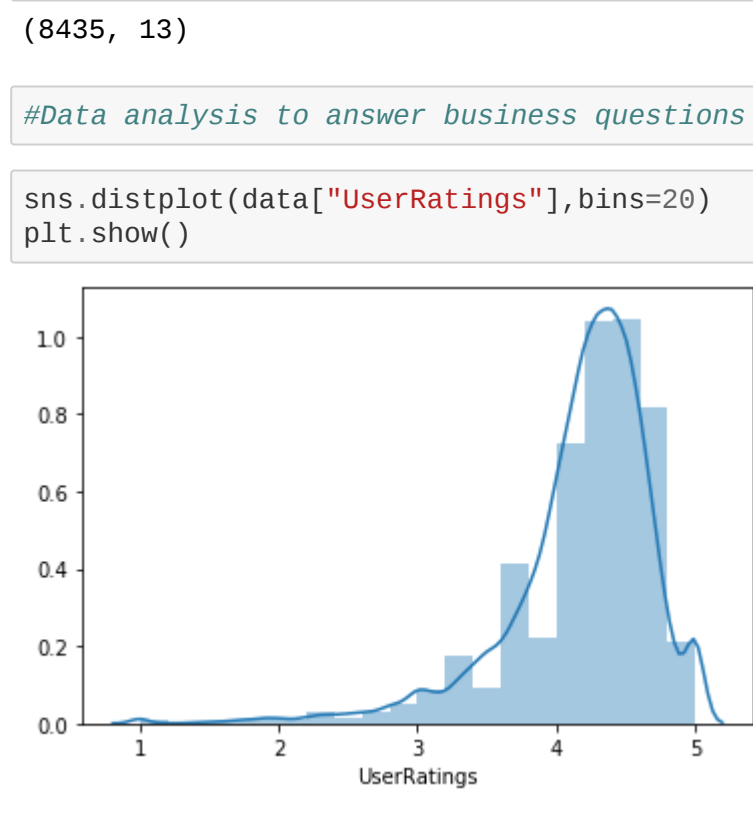 (8435, 13)
#Data analysis to answer business questions
sns.distplot(data["UserRatings"],bins=20)
plt.show()
1.0
0.8
0.6
0.4
0.2
0.0
1 2 3 4 5
UserRatings